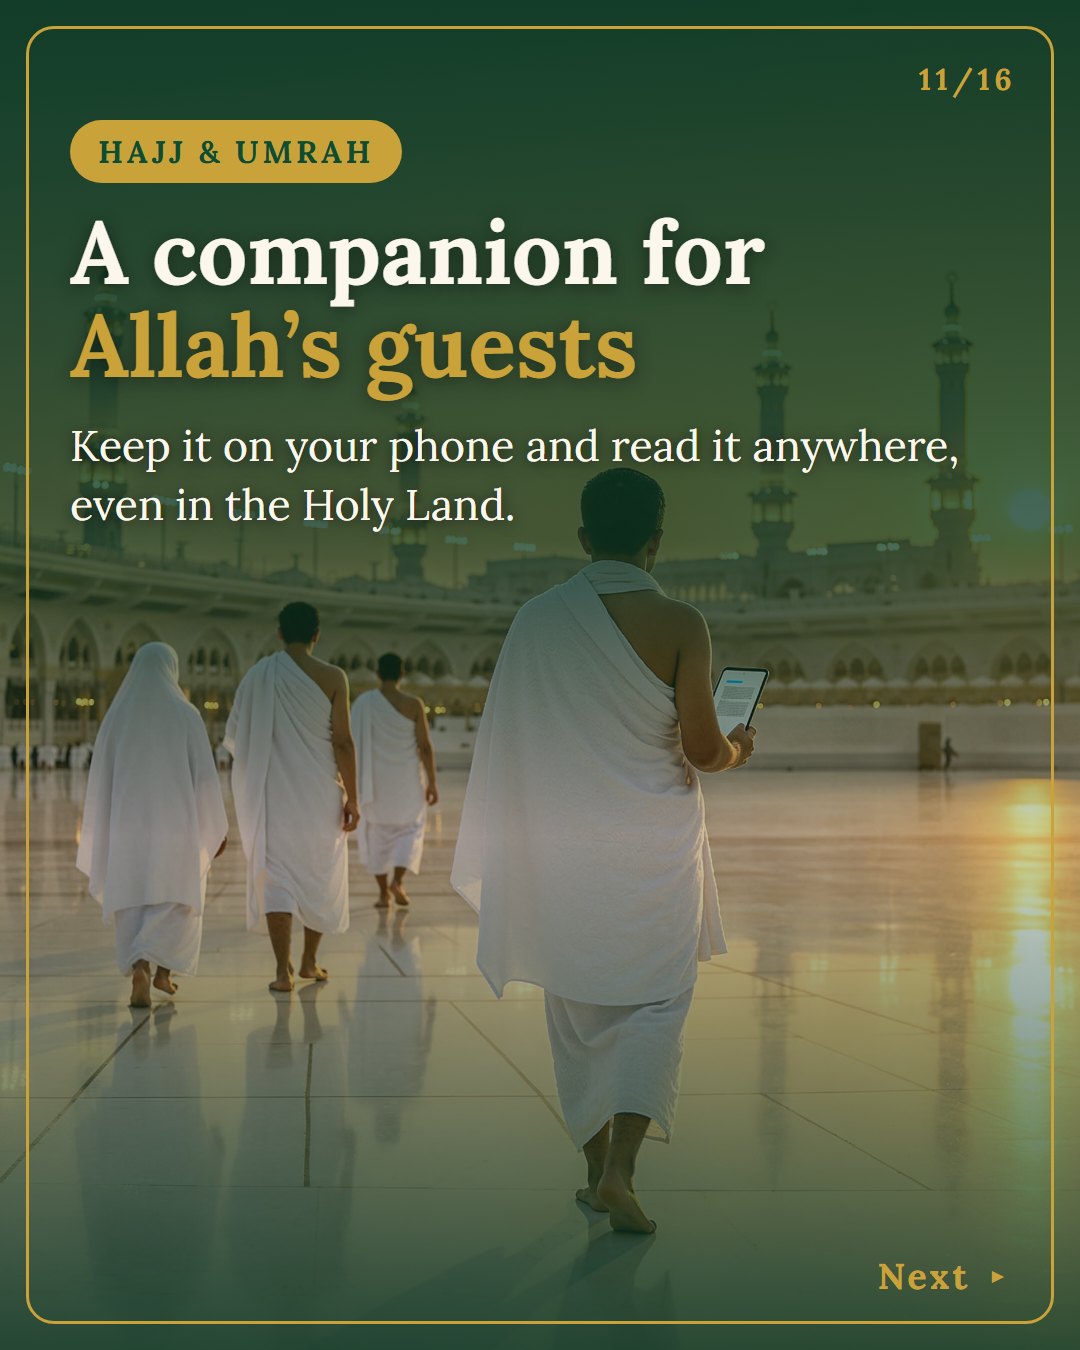 11/16
HAJJ & UMRAH
A companion for
Allah’s guests
Keep it on your phone and read it anywhere,
even in the Holy Land.
Next ▸